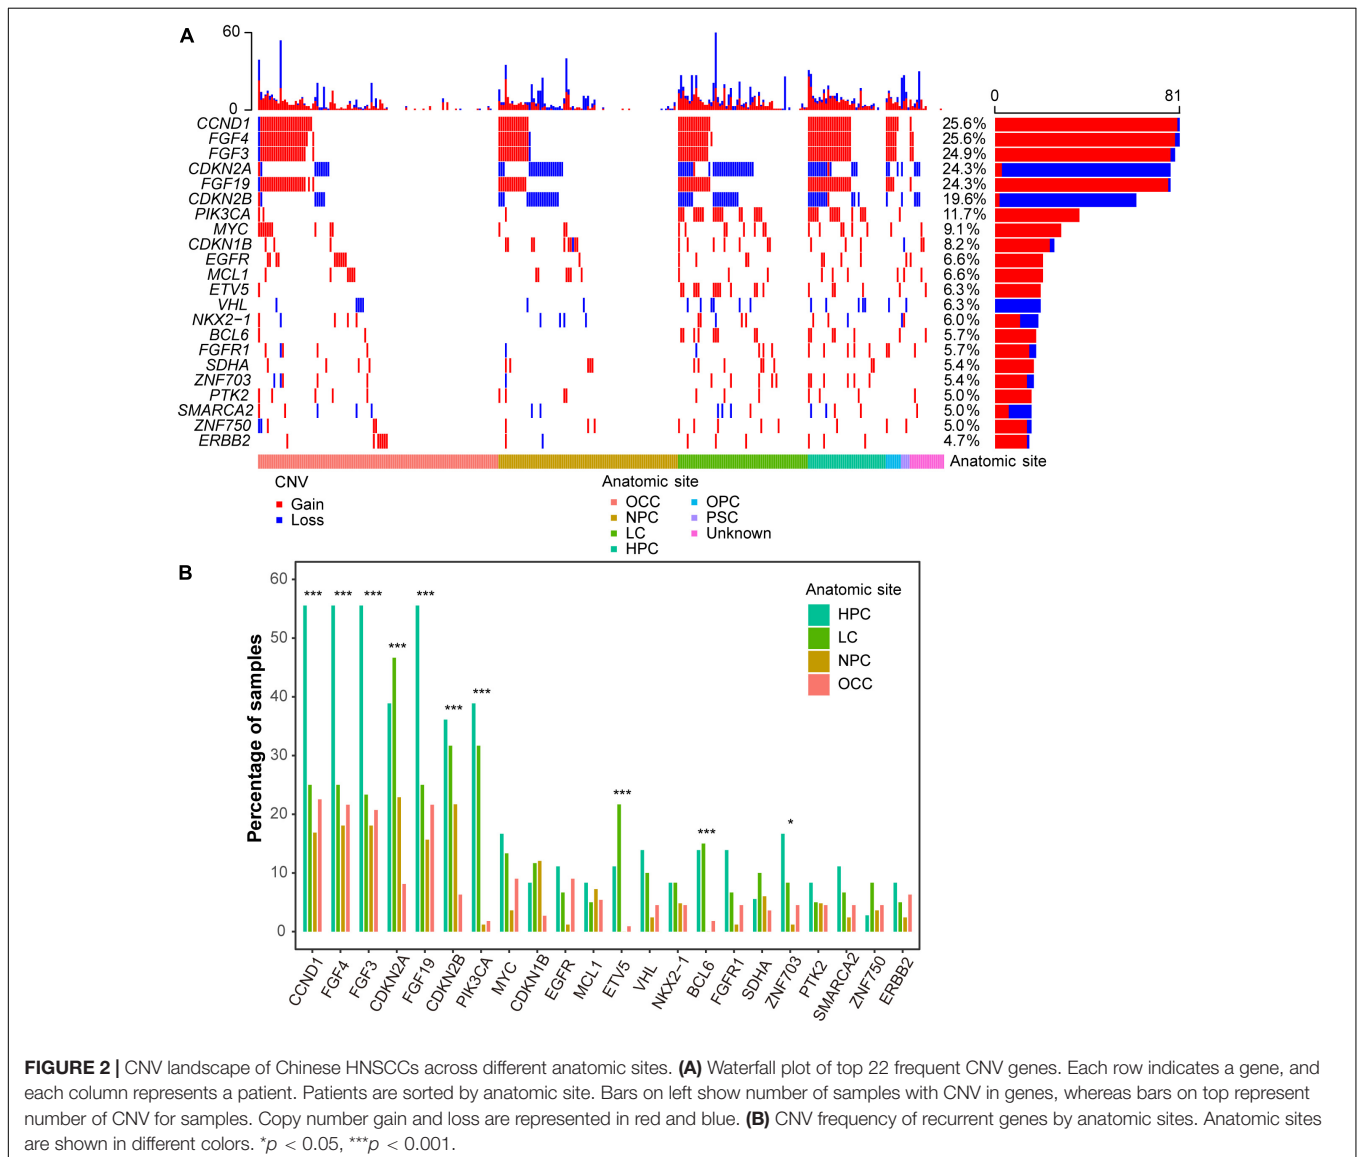 A
60
0
0 81
CCND1 25.6%
FGF4 25.6%
FGF3 24.9%
CDKN2A 24.3%
FGF19 24.3%
CDKN2B 19.6%
PIK3CA 11.7%
MYC 9.1%
CDKN1B 8.2%
EGFR 6.6%
MCL1 6.6%
ETV5 6.3%
VHL 6.3%
NKX2−1 6.0%
BCL6 5.7%
FGFR1 5.7%
SDHA 5.4%
ZNF703 5.4%
PTK2 5.0%
SMARCA2 5.0%
ZNF750 5.0%
ERBB2 4.7%
Anatomic site
CNV
Gain
Loss
Anatomic site
OCC OPC
NPC PSC
LC Unknown
HPC
B
Percentage of samples
60
50
40
30
20
10
0
*** *** *** *** *** *** *** *** *** *
Anatomic site
HPC
LC
NPC
OCC
CCND1 FGF4 FGF3 CDKN2A FGF19 CDKN2B PIK3CA MYC CDKN1B EGFR MCL1 ETV5 VHL NKX2−1 BCL6 FGFR1 SDHA ZNF703 PTK2 SMARCA2 ZNF750 ERBB2
FIGURE 2 | CNV landscape of Chinese HNSCCs across different anatomic sites. (A) Waterfall plot of top 22 frequent CNV genes. Each row indicates a gene, and
each column represents a patient. Patients are sorted by anatomic site. Bars on left show number of samples with CNV in genes, whereas bars on top represent
number of CNV for samples. Copy number gain and loss are represented in red and blue. (B) CNV frequency of recurrent genes by anatomic sites. Anatomic sites
are shown in different colors. *p < 0.05, ***p < 0.001.